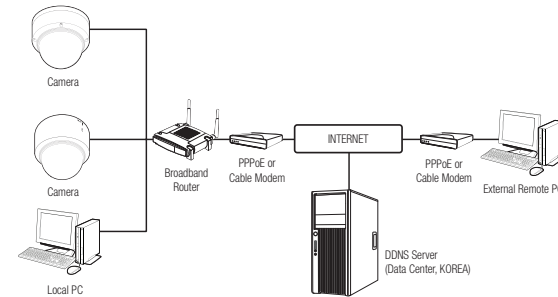 Camera
Camera
Local PC
Broadband
Router
PPPoE or
Cable Modem
INTERNET
DDNS Server
(Data Center, KOREA)
PPPoE or
Cable Modem
External Remote PC